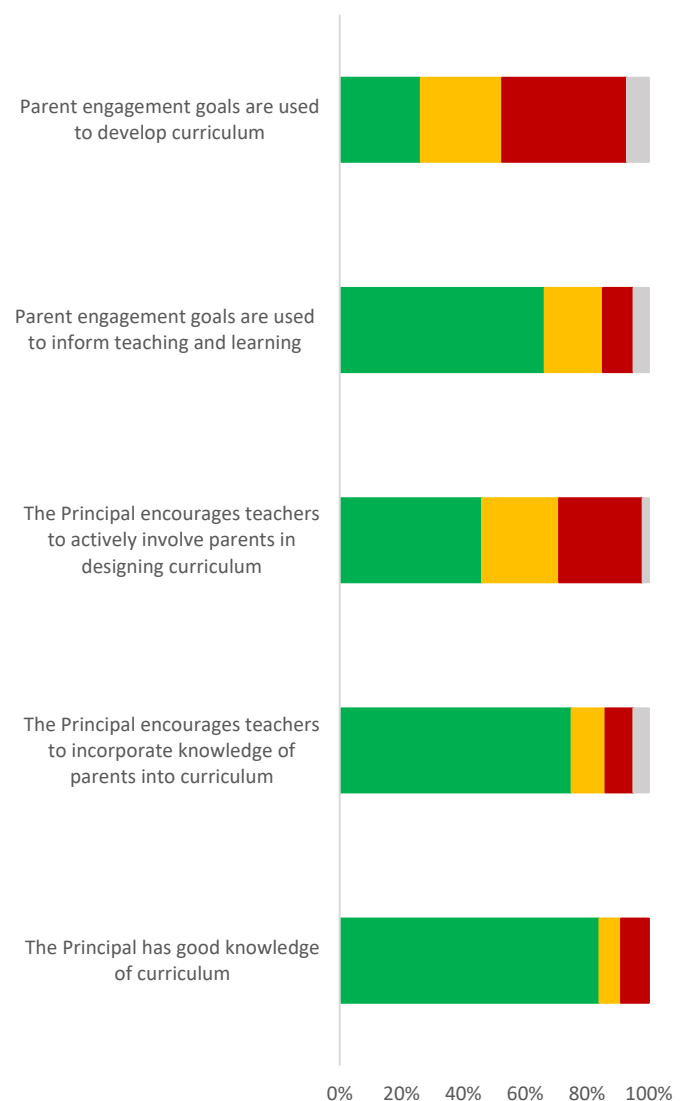 Parent engagement goals are used
to develop curriculum
Parent engagement goals are used
to inform teaching and learning
The Principal encourages teachers
to actively involve parents in
designing curriculum
The Principal encourages teachers
to incorporate knowledge of
parents into curriculum
The Principal has good knowledge
of curriculum
0% 20% 40% 60% 80% 100%